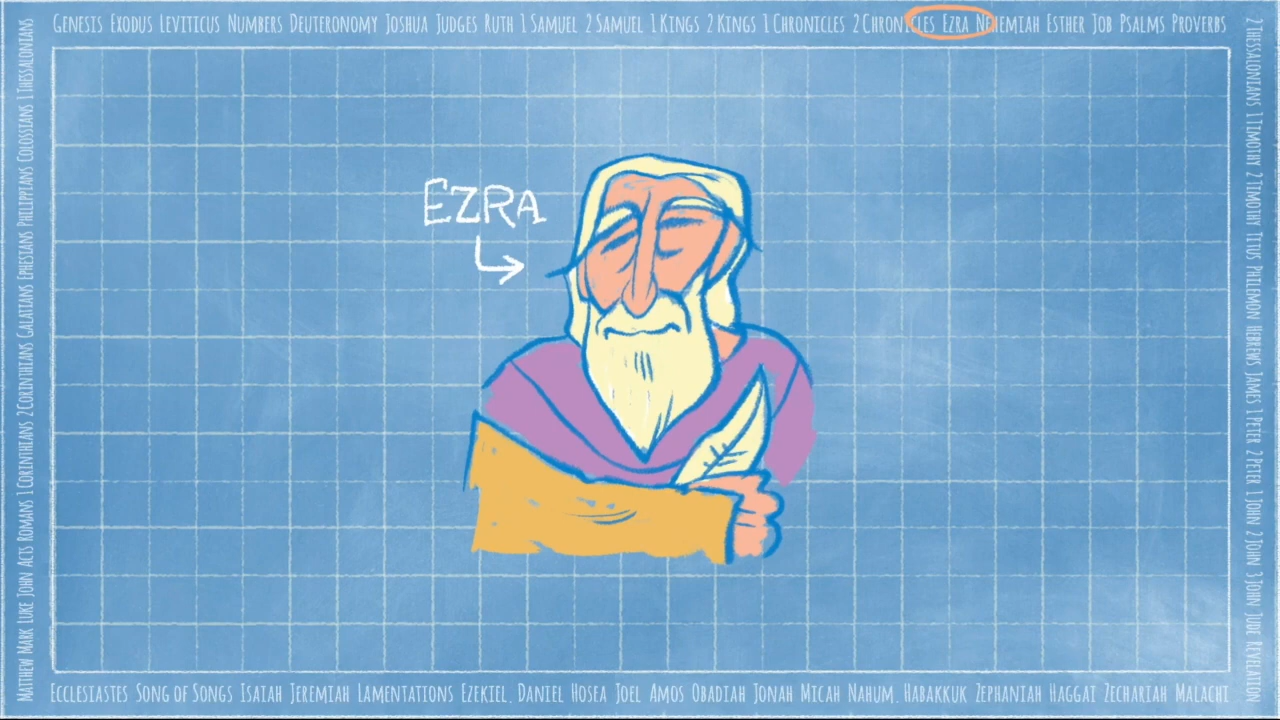 Genesis Exodus Leviticus Numbers Deuteronomy Joshua Judges Ruth 1 Samuel 2 Samuel 1 Kings 2 Kings 1 Chronicles 2 Chronicles Ezra Nehemiah Esther Job Psalms Proverbs
Ezra
Ecclesiastes Song of Songs Isaiah Jeremiah Lamentations Ezekiel. Daniel Hosea Joel Amos Obadiah Jonah Micah Nahum. Habakkuk Zephaniah Haggai Zechariah Malachi
Matthew Mark Luke John Acts Romans 1 Corinthians 2 Corinthians Galatians Ephesians Philippians Colossians 1 Thessalonians
2 Thessalonians 1 Timothy 2 Timothy Titus Philemon Hebrews James 1 Peter 2 Peter 1 John 2 John 3 John Jude Revelation